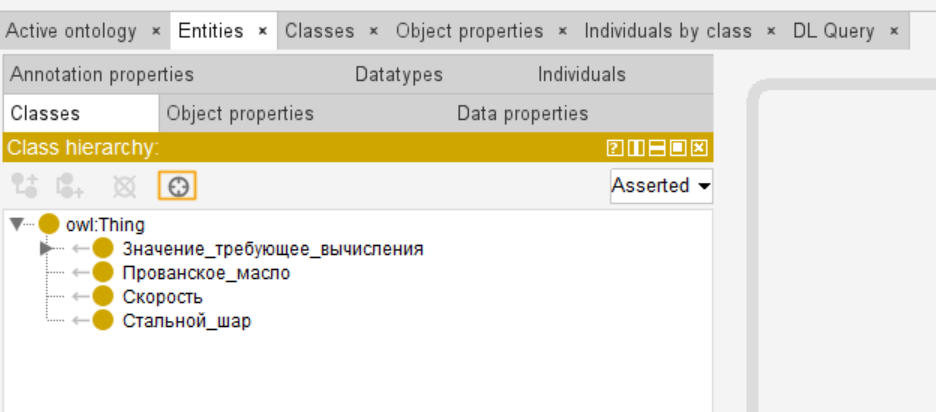 Active ontology × Entities × Classes × Object properties × Individuals by class × DL Query ×
Annotation properties Datatypes Individuals
Classes Object properties Data properties
Class hierarchy:
Asserted
owl:Thing
Значение_требующее_вычисления
Прованское_масло
Скорость
Стальной_шар